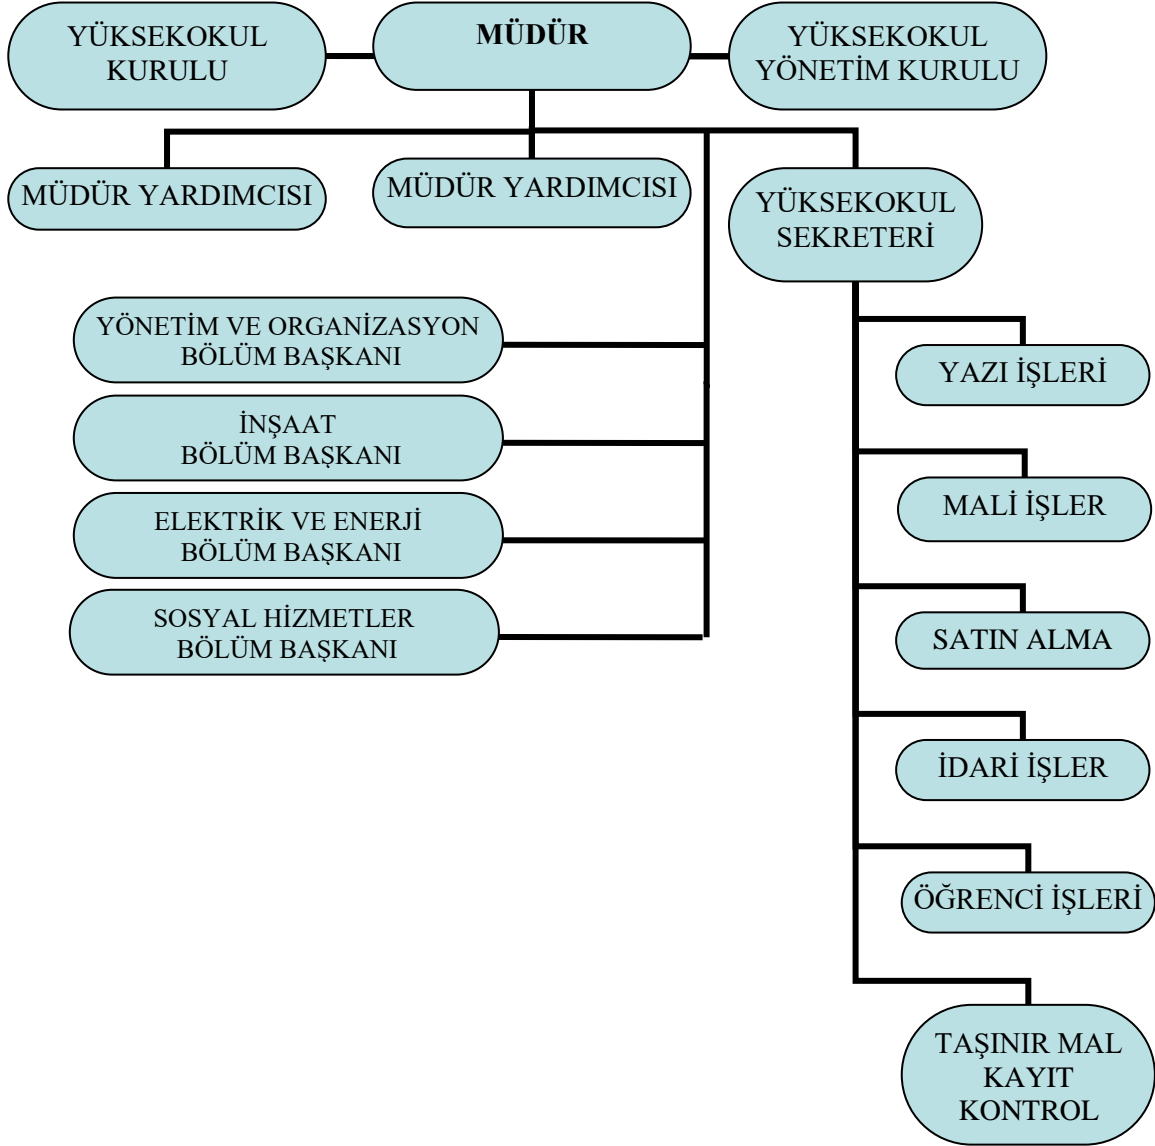 YÜKSEKOKUL
KURULU
MÜDÜR
YÜKSEKOKUL
YÖNETİM KURULU
MÜDÜR YARDIMCISI
MÜDÜR YARDIMCISI
YÜKSEKOKUL
SEKRETERİ
YÖNETİM VE ORGANİZASYON
BÖLÜM BAŞKANI
İNŞAAT
BÖLÜM BAŞKANI
ELEKTRİK VE ENERJİ
BÖLÜM BAŞKANI
SOSYAL HİZMETLER
BÖLÜM BAŞKANI
YAZI İŞLERİ
MALİ İŞLER
SATIN ALMA
İDARİ İŞLER
ÖĞRENCİ İŞLERİ
TAŞINIR MAL
KAYIT
KONTROL